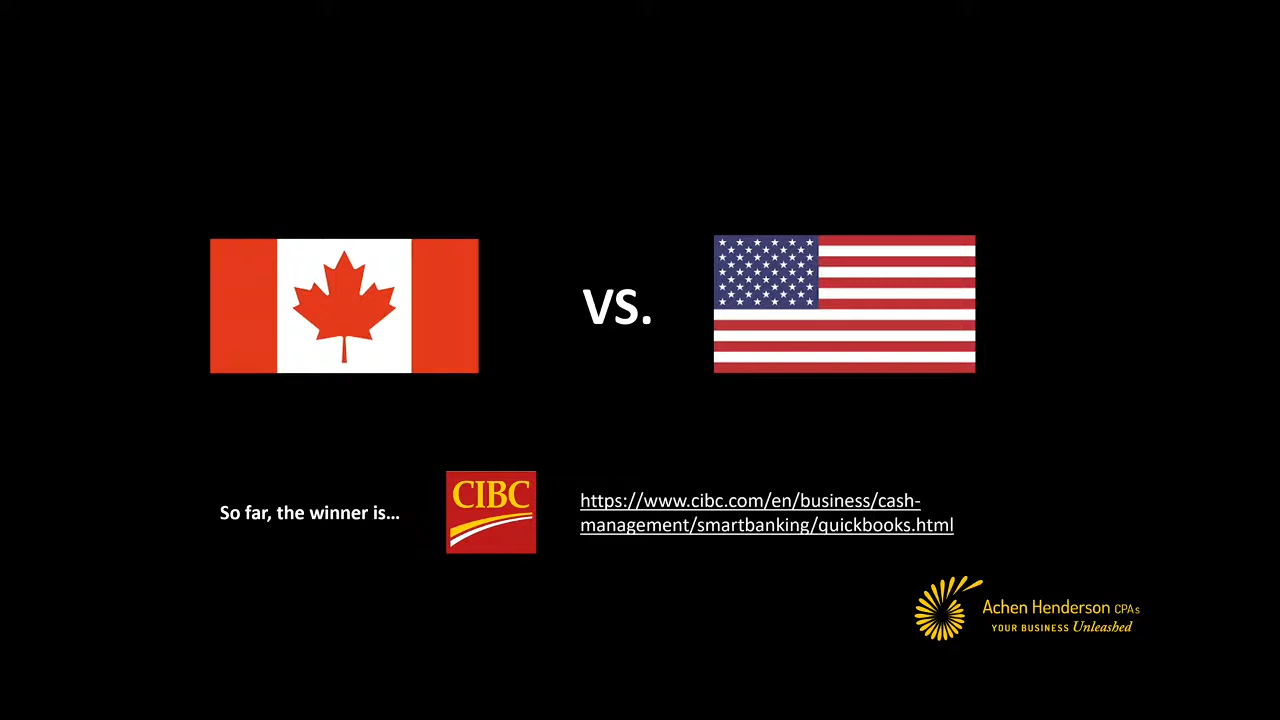 VS.
So far, the winner is...
CIBC
https://www.cibc.com/en/business/cash-
management/smartbanking/quickbooks.html
Achen Henderson CPAs
YOUR BUSINESS Unleashed